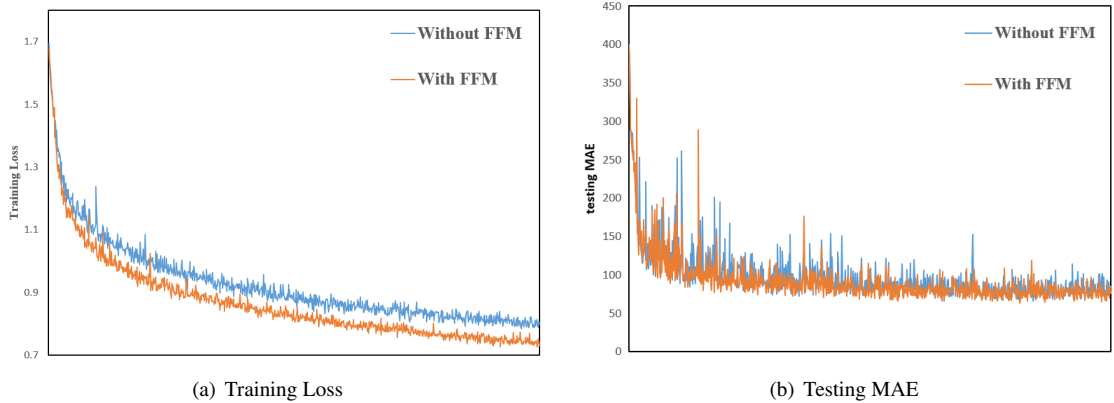 1.7
1.5
1.3
1.1
0.9
0.7
Training Loss
Without FFM
With FFM
(a) Training Loss
450
400
350
300
250
200
150
100
50
0
testing MAE
Without FFM
With FFM
(b) Testing MAE